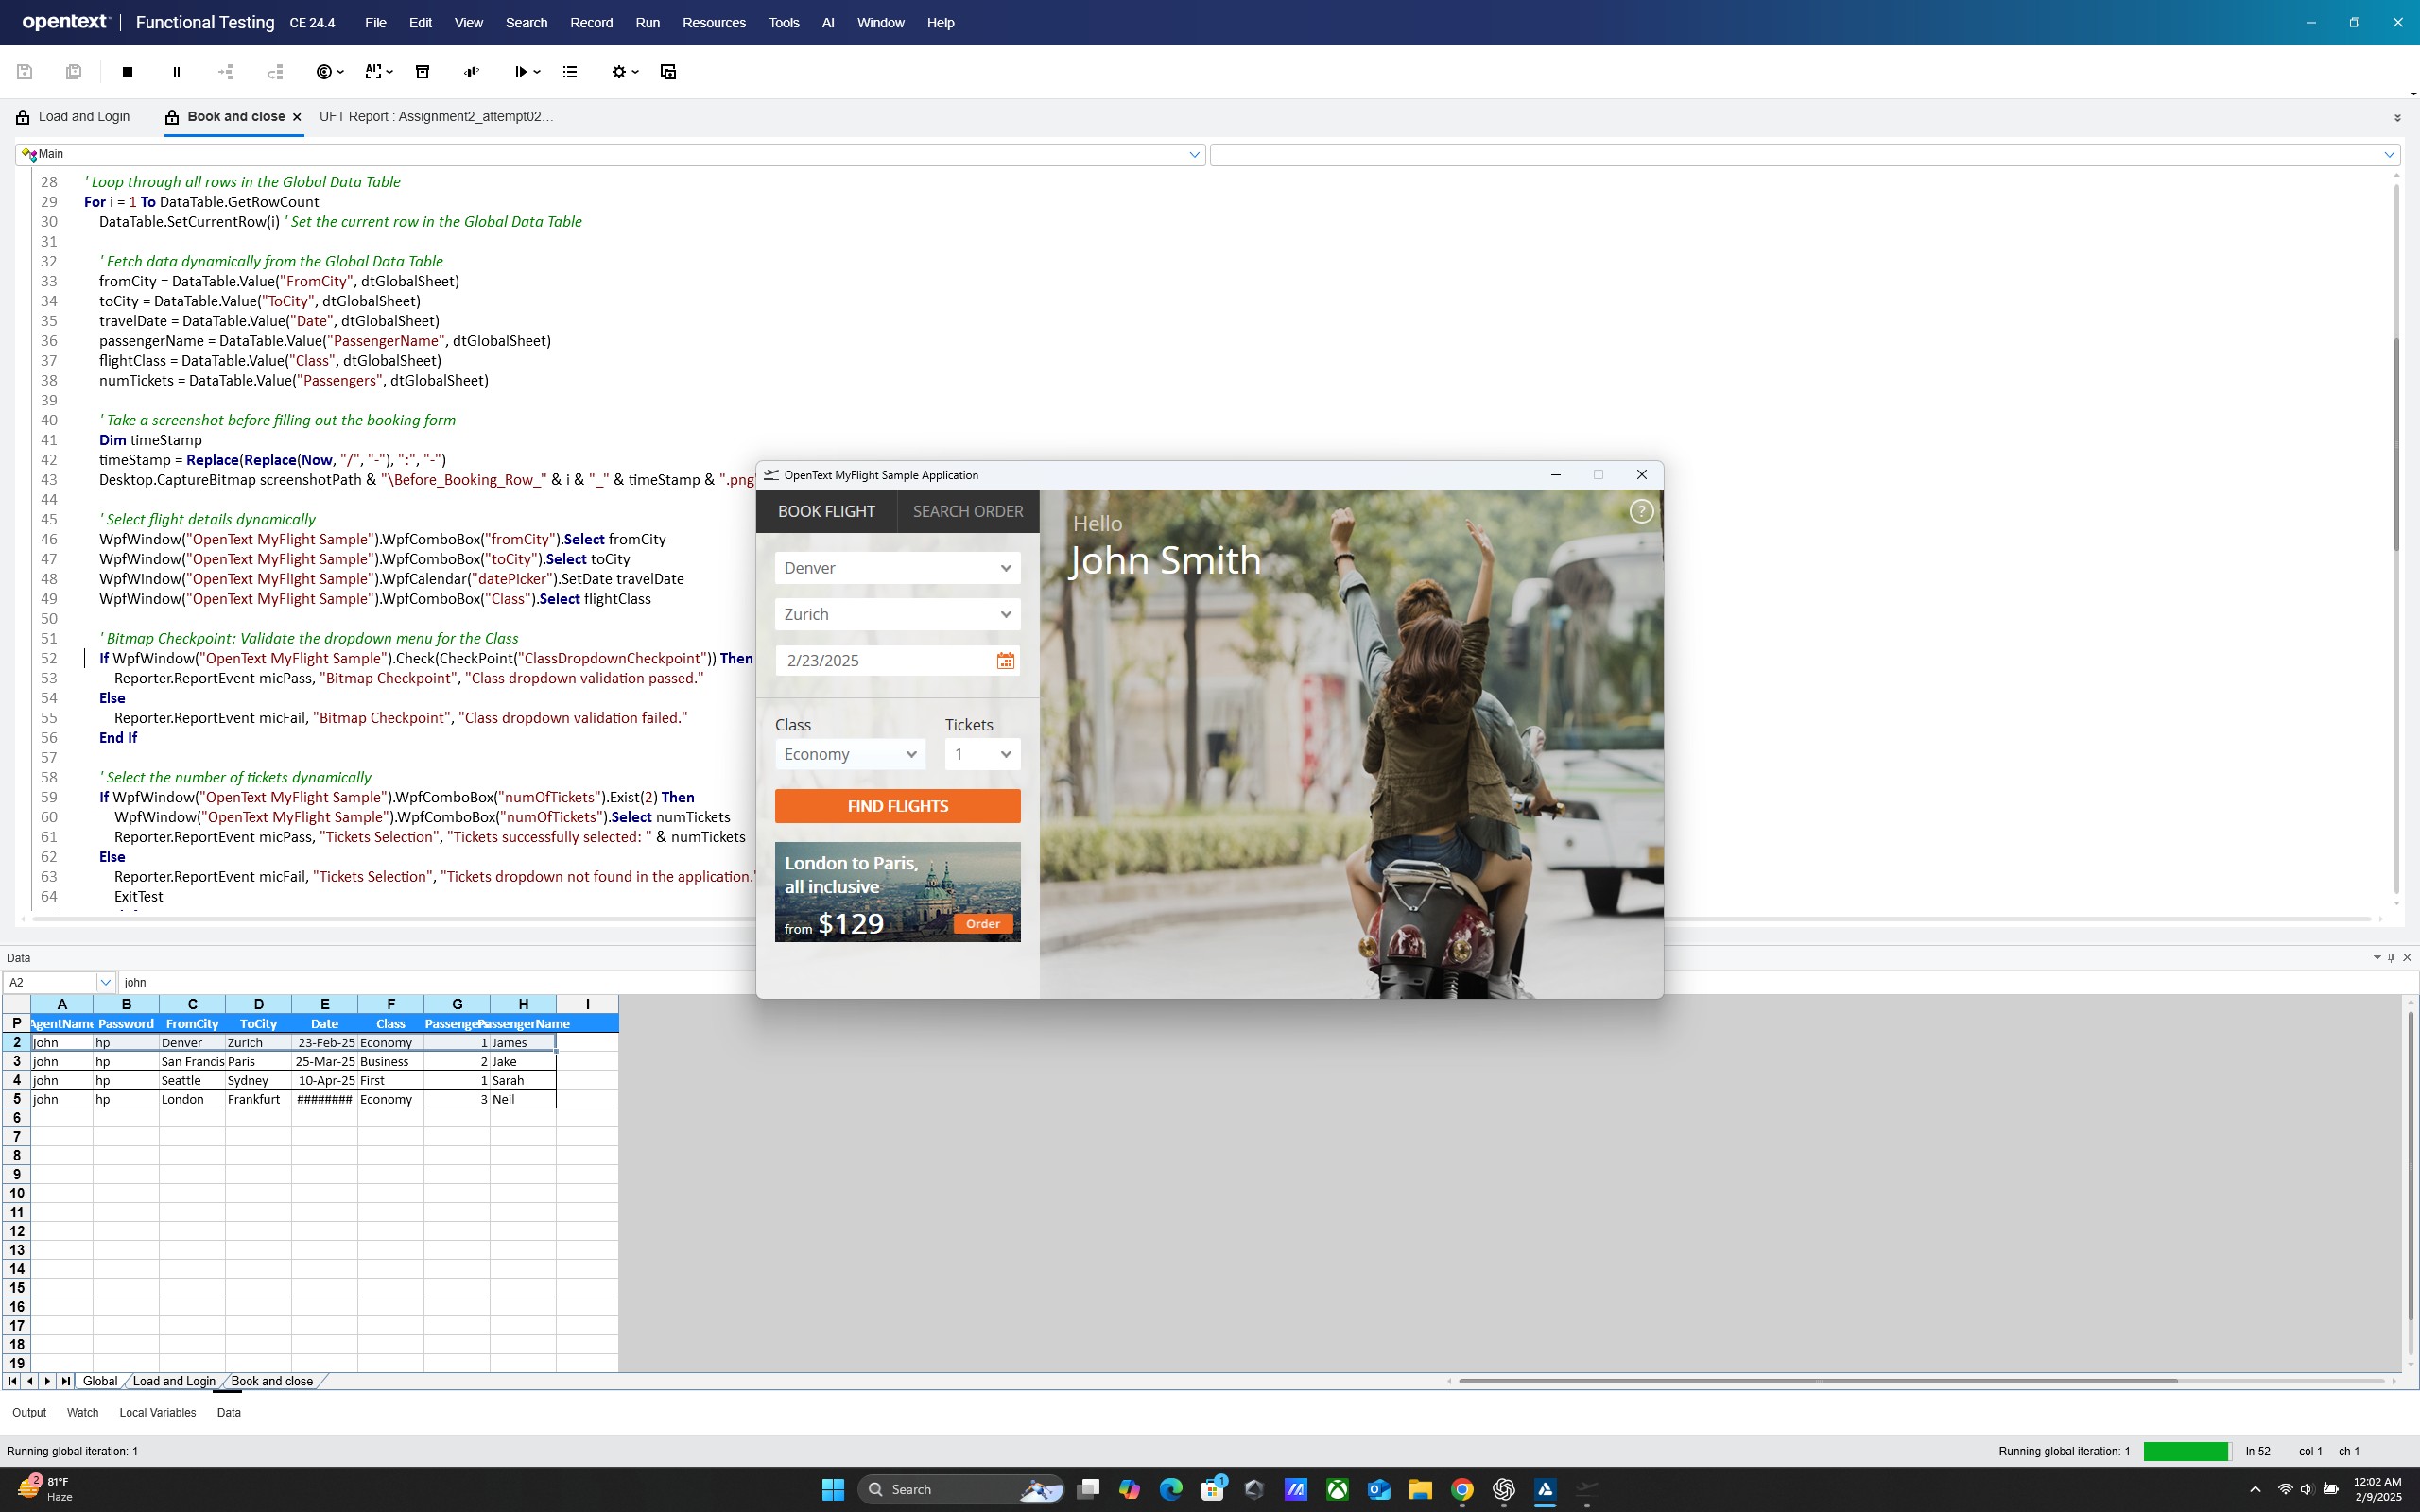 opentext™ | Functional Testing CE 24.4 File Edit View Search Record Run Resources Tools AI Window Help
Load and Login Book and close UFT Report : Assignment2_attempt02...
Main
28 ' Loop through all rows in the Global Data Table
29 For i = 1 To DataTable.GetRowCount
30 DataTable.SetCurrentRow(i) ' Set the current row in the Global Data Table
31
32 ' Fetch data dynamically from the Global Data Table
33 fromCity = DataTable.Value("FromCity", dtGlobalSheet)
34 toCity = DataTable.Value("ToCity", dtGlobalSheet)
35 travelDate = DataTable.Value("Date", dtGlobalSheet)
36 passengerName = DataTable.Value("PassengerName", dtGlobalSheet)
37 flightClass = DataTable.Value("Class", dtGlobalSheet)
38 numTickets = DataTable.Value("Passengers", dtGlobalSheet)
39
40 ' Take a screenshot before filling out the booking form
41 Dim timeStamp
42 timeStamp = Replace(Replace(Now, "/", "-"), ":", "-")
43 Desktop.CaptureBitmap screenshotPath & "\Before_Booking_Row_" & i & "_" & timeStamp & ".png
44
45 ' Select flight details dynamically
46 WpfWindow("OpenText MyFlight Sample").WpfComboBox("fromCity").Select fromCity
47 WpfWindow("OpenText MyFlight Sample").WpfComboBox("toCity").Select toCity
48 WpfWindow("OpenText MyFlight Sample").WpfCalendar("datePicker").SetDate travelDate
49 WpfWindow("OpenText MyFlight Sample").WpfComboBox("Class").Select flightClass
50
51 ' Bitmap Checkpoint: Validate the dropdown menu for the Class
52 If WpfWindow("OpenText MyFlight Sample").Check(CheckPoint("ClassDropdownCheckpoint")) Then
53 Reporter.ReportEvent micPass, "Bitmap Checkpoint", "Class dropdown validation passed."
54 Else
55 Reporter.ReportEvent micFail, "Bitmap Checkpoint", "Class dropdown validation failed."
56 End If
57
58 ' Select the number of tickets dynamically
59 If WpfWindow("OpenText MyFlight Sample").WpfComboBox("numOfTickets").Exist(2) Then
60 WpfWindow("OpenText MyFlight Sample").WpfComboBox("numOfTickets").Select numTickets
61 Reporter.ReportEvent micPass, "Tickets Selection", "Tickets successfully selected: " & numTickets
62 Else
63 Reporter.ReportEvent micFail, "Tickets Selection", "Tickets dropdown not found in the application."
64 ExitTest
OpenText MyFlight Sample Application
BOOK FLIGHT SEARCH ORDER
?
Hello
John Smith
Denver
Zurich
2/23/2025
Class Tickets
Economy 1
FIND FLIGHTS
London to Paris,
all inclusive
from $129 Order
Data
A2 john
A B C D E F G H I
P AgentName Password FromCity ToCity Date Class Passengers PassengerName
2 john hp Denver Zurich 23-Feb-25 Economy 1 James
3 john hp San Francis Paris 25-Mar-25 Business 2 Jake
4 john hp Seattle Sydney 10-Apr-25 First 1 Sarah
5 john hp London Frankfurt ######## Economy 3 Neil
6
7
8
9
10
11
12
13
14
15
16
17
18
19
Global Load and Login Book and close
Output Watch Local Variables Data
Running global iteration: 1 Running global iteration: 1 ln 52 col 1 ch 1
2 81°F
Haze
Search
1
12:02 AM
2/9/2025